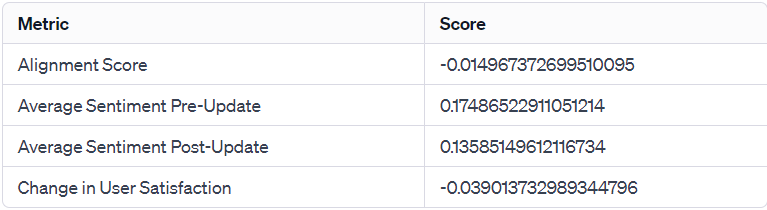 Metric Score
Alignment Score -0.014967372699510095
Average Sentiment Pre-Update 0.17486522911051214
Average Sentiment Post-Update 0.13585149612116734
Change in User Satisfaction -0.039013732989344796